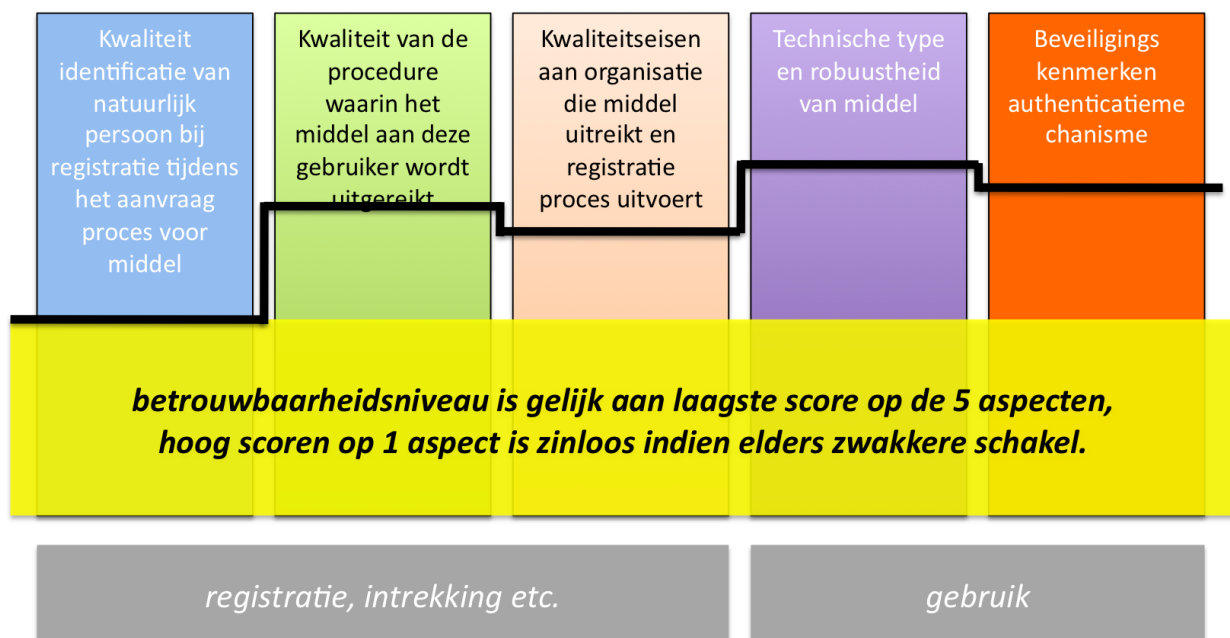 Kwaliteit
identificatie van
natuurlijk
persoon bij
registratie tijdens
het aanvraag
proces voor
middel
Kwaliteit van de
procedure
waarin het
middel aan deze
gebruiker wordt
uitgereikt
Kwaliteitseisen
aan organisatie
die middel
uitreikt en
registratie
proces uitvoert
Technische type
en robuustheid
van middel
Beveiligings
kenmerken
authenticatieme
chanisme
betrouwbaarheidsniveau is gelijk aan laagste score op de 5 aspecten,
hoog scoren op 1 aspect is zinloos indien elders zwakkere schakel.
registratie, intrekking etc.
gebruik